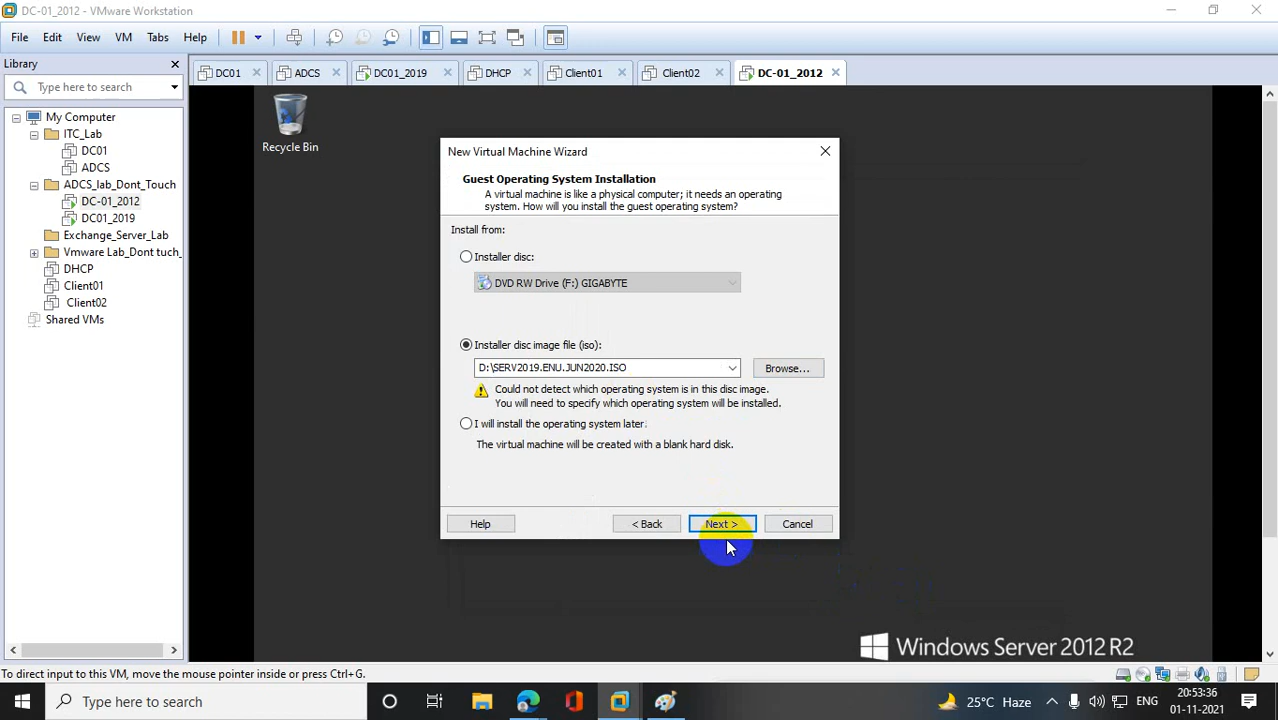 DC-01_2012 - VMware Workstation
File Edit View VM Tabs Help
Library
Type here to search
My Computer
ITC_Lab
DC01
ADCS
ADCS_lab_Dont_Touch
DC-01_2012
DC01_2019
Exchange_Server_Lab
Vmware Lab_Dont tuch_
DHCP
Client01
Client02
Shared VMs
DC01 ADCS DC01_2019 DHCP Client01 Client02 DC-01_2012
Recycle Bin
New Virtual Machine Wizard
Guest Operating System Installation
A virtual machine is like a physical computer; it needs an operating
system. How will you install the guest operating system?
Install from:
Installer disc:
DVD RW Drive (F:) GIGABYTE
Installer disc image file (iso):
D:\SERV2019.ENU.JUN2020.ISO
Browse...
Could not detect which operating system is in this disc image.
You will need to specify which operating system will be installed.
I will install the operating system later.
The virtual machine will be created with a blank hard disk.
Help < Back Next > Cancel
Windows Server 2012 R2
To direct input to this VM, move the mouse pointer inside or press Ctrl+G.
Type here to search
25°C Haze
ENG
20:53:36
01-11-2021